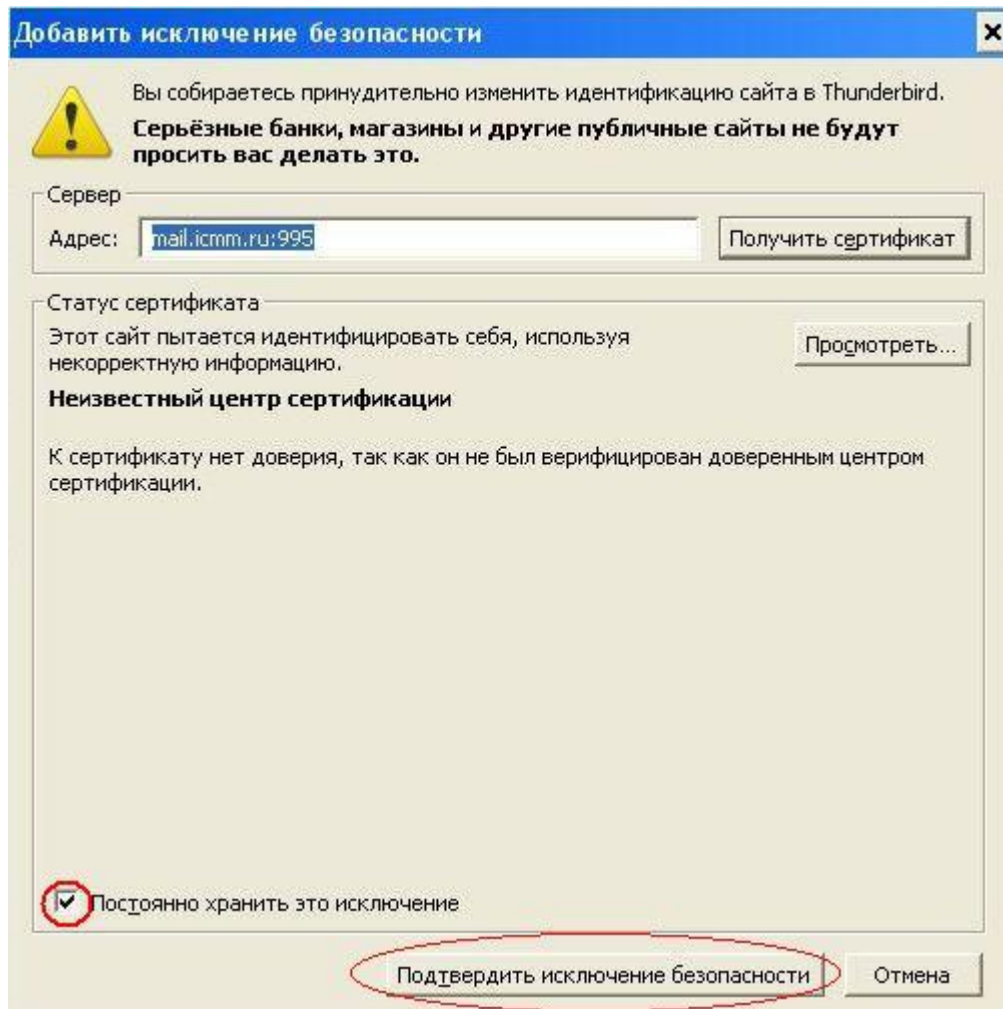 Добавить исключение безопасности
Вы собираетесь принудительно изменить идентификацию сайта в Thunderbird.
Серьёзные банки, магазины и другие публичные сайты не будут
просить вас делать это.
Сервер
Адрес: mail.icmm.ru:995 Получить сертификат
Статус сертификата
Этот сайт пытается идентифицировать себя, используя
некорректную информацию.
Просмотреть...
Неизвестный центр сертификации
К сертификату нет доверия, так как он не был верифицирован доверенным центром
сертификации.
Постоянно хранить это исключение
Подтвердить исключение безопасности Отмена